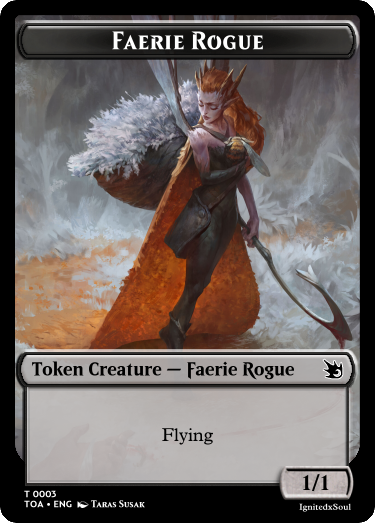 Faerie Rogue
Token Creature — Faerie Rogue
Flying
1/1
T 0003
TOA • ENG Taras Susak
IgnitedxSoul